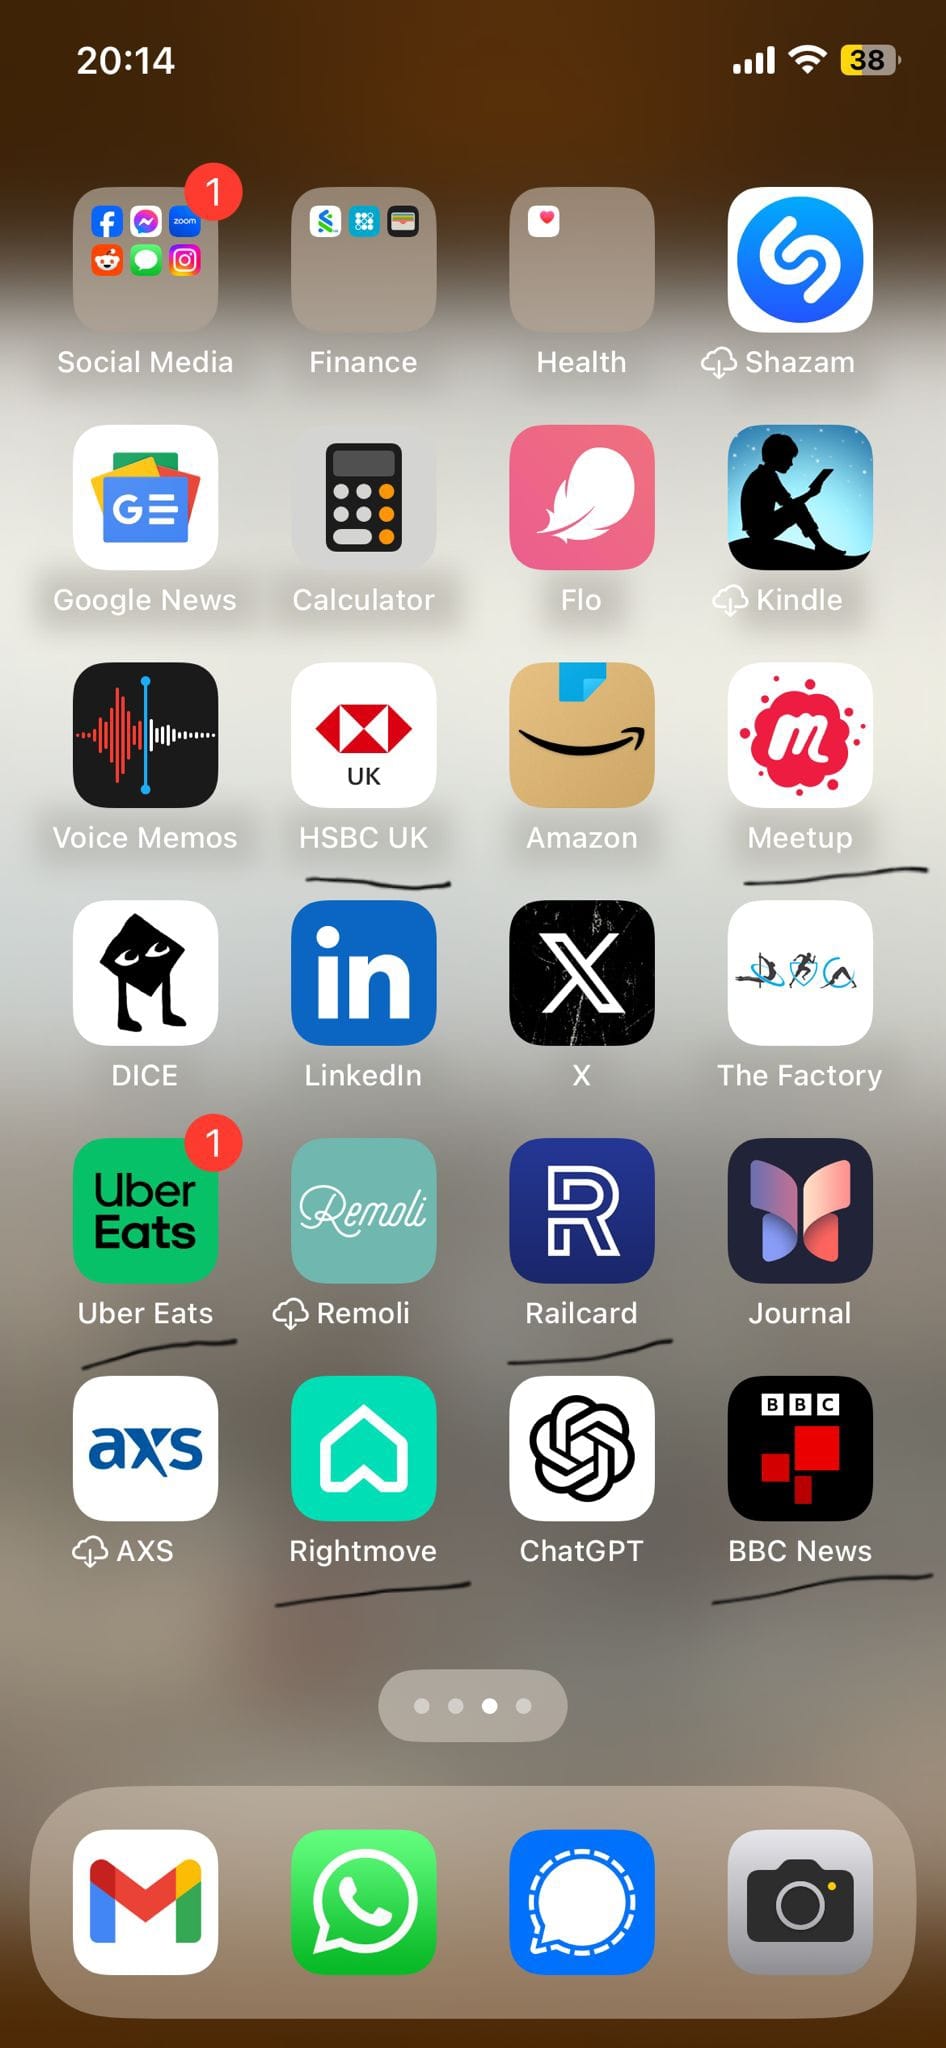 20:14 38
1
zoom
Social Media Finance Health Shazam
G
Google News Calculator Flo Kindle
UK
Voice Memos HSBC UK Amazon Meetup
m
in X
DICE LinkedIn X The Factory
1
Uber
Eats Remoli R
Uber Eats Remoli Railcard Journal
BBC
axs
AXS Rightmove ChatGPT BBC News